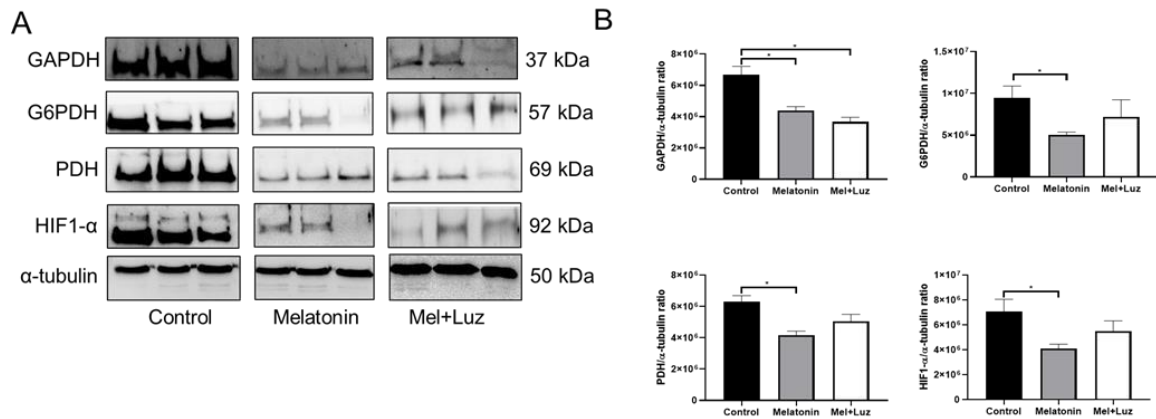 A
GAPDH 37 kDa
G6PDH 57 kDa
PDH 69 kDa
HIF1-α 92 kDa
α-tubulin 50 kDa
Control Melatonin Mel+Luz
B
GAPDH/α-tubulin ratio
8×10⁶
6×10⁶
4×10⁶
2×10⁶
0
* *
Control Melatonin Mel+Luz
G6PDH/α-tubulin ratio
1.5×10⁷
1×10⁷
5×10⁶
0
*
Control Melatonin Mel+Luz
PDH/α-tubulin ratio
8×10⁶
6×10⁶
4×10⁶
2×10⁶
0
*
Control Melatonin Mel+Luz
HIF1-α/α-tubulin ratio
1×10⁷
8×10⁶
6×10⁶
4×10⁶
2×10⁶
0
*
Control Melatonin Mel+Luz